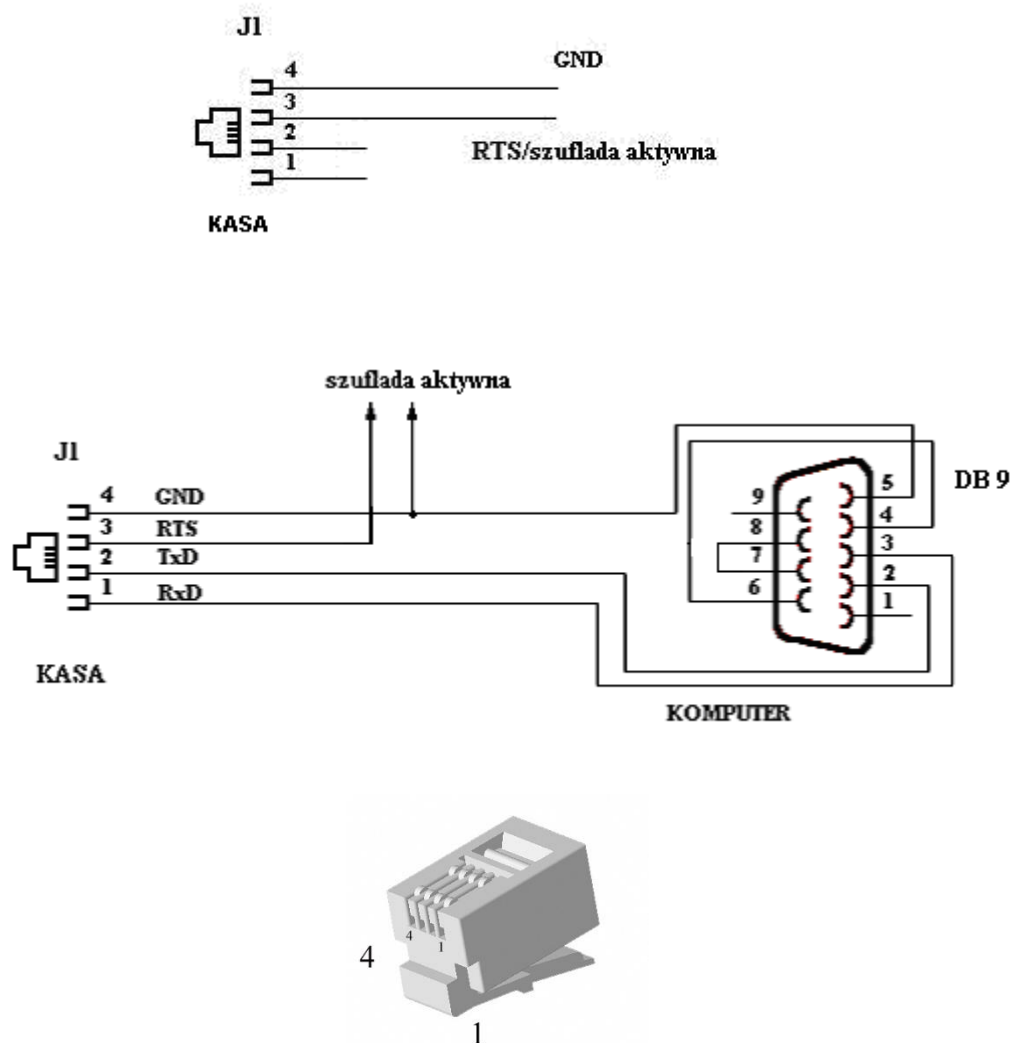 J1
4
GND
3
2
RTS/szuflada aktywna
1
KASA
szuflada aktywna
J1
4 GND
3 RTS
2 TxD
1 RxD
KASA
5
DB 9
9
4
8
3
7
2
6
1
KOMPUTER
4 1
4
1